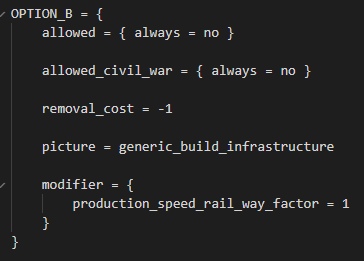 OPTION_B = {
allowed = { always = no }
allowed_civil_war = { always = no }
removal_cost = -1
picture = generic_build_infrastructure
modifier = {
production_speed_rail_way_factor = 1
}
}